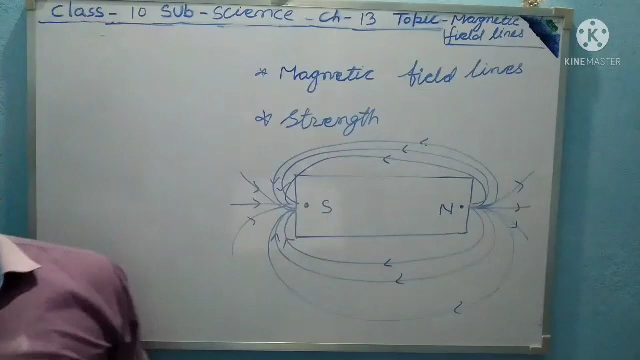 Class - 10 Sub - Science - Ch - 13 Topic - Magnetic
field lines
KINEMASTER
* Magnetic field lines
* Strength
S N